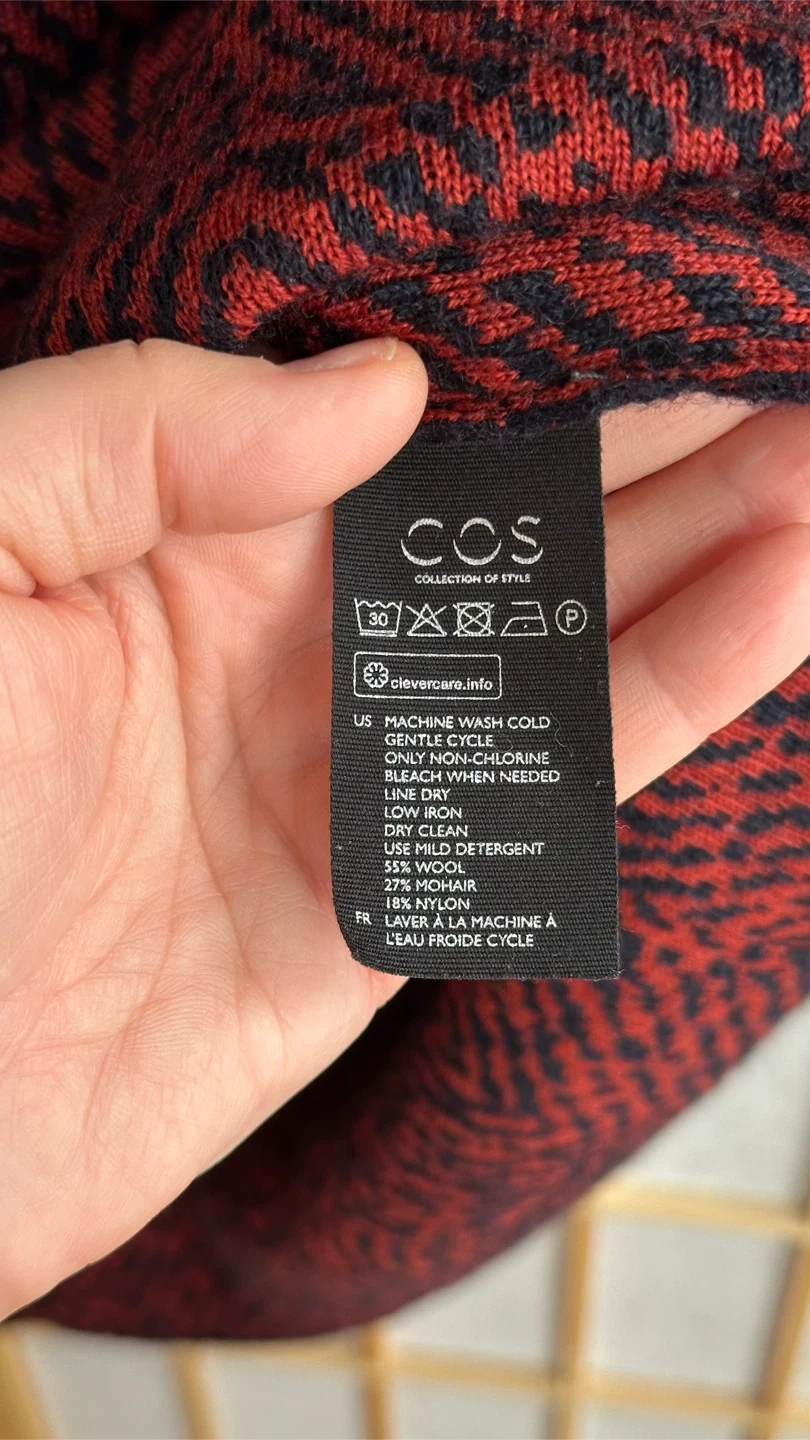 COS
COLLECTION OF STYLE
30 P
clevercare.info
US MACHINE WASH COLD
GENTLE CYCLE
ONLY NON-CHLORINE
BLEACH WHEN NEEDED
LINE DRY
LOW IRON
DRY CLEAN
USE MILD DETERGENT
55% WOOL
27% MOHAIR
18% NYLON
FR LAVER À LA MACHINE À
L'EAU FROIDE CYCLE